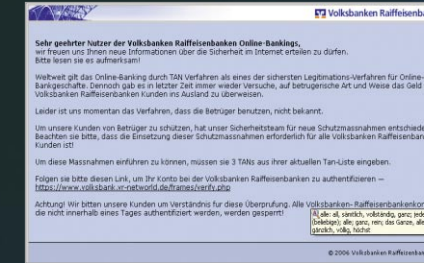 Volksbanken Raiffeisenba
Sehr geehrter Nutzer der Volksbanken Raiffeisenbanken Online-Bankings,
wir freuen uns Ihnen neue Informationen über die Sicherheit im Internet erteilen zu dürfen.
Bitte lesen sie es aufmerksam!
Weltweit gilt das Online-Banking durch TAN Verfahren als eines der sichersten Legitimations-Verfahren für Online-
Bankgeschäfte. Dennoch gab es in letzter Zeit immer wieder Versuche, auf betrugerische Art und Weise das Geld
Volksbanken Raiffeisenbanken Kunden ins Ausland zu überweisen.
Leider ist uns momentan das Verfahren, dass die Betrüger benutzen, nicht bekannt.
Um unsere Kunden von Betrüger zu schützen, hat unser Sicherheitsteam für neue Schutzmassnahmen entschiede
Beachten sie bitte, dass die Einsetzung dieser Schutzmassnahmen erforderlich für alle Volksbanken Raiffeisenban
Kunden ist!
Um diese Massnahmen einführen zu können, müssen sie 3 TANs aus ihrer aktuellen Tan-Liste eingeben.
Folgen sie bitte diesen Link, um Ihr Konto bei der Volksbanken Raiffeisenbanken zu authentifizieren —
https://www.volksbank.vr-networld.de/frames/verify.php
Achtung! Wir bitten unsere Kunden um Verständnis für diese Überprüfung. Alle Volksbanken- Raiffeisenbankenkon
die nicht innerhalb eines Tages authentifiziert werden, werden gesperrt!
alle: all, sämtlich, vollständig, ganz; jede
(beliebige); alle; ganz, rein; das Ganze, alle
gänzlich, völlig, höchst
© 2006 Volksbanken Raiffeisenban